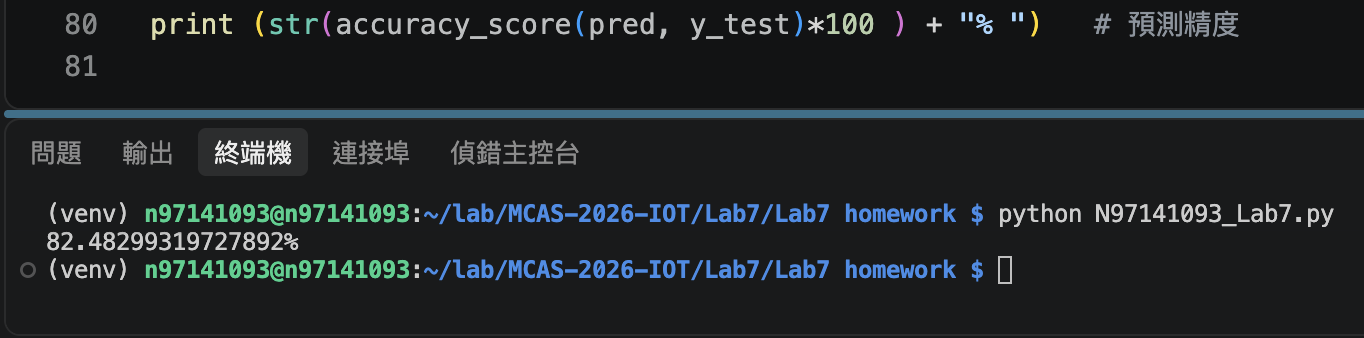 80 print (str(accuracy_score(pred, y_test)*100 ) + "% ") # 預測精度
81
問題 輸出 終端機 連接埠 偵錯主控台
(venv) n97141093@n97141093:~/lab/MCAS-2026-IOT/Lab7/Lab7 homework $ python N97141093_Lab7.py
82.48299319727892%
(venv) n97141093@n97141093:~/lab/MCAS-2026-IOT/Lab7/Lab7 homework $